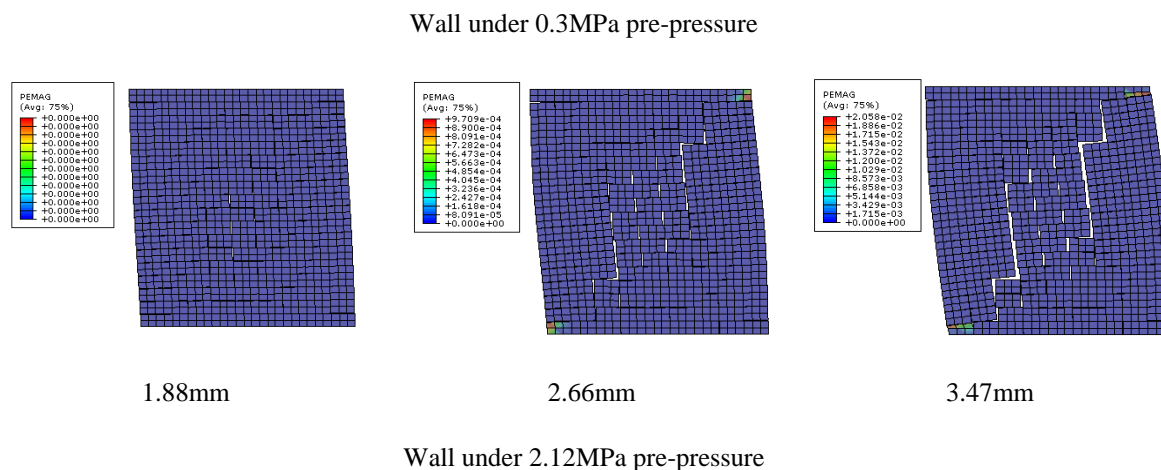 Wall under 0.3MPa pre-pressure
PEMAG
(Avg: 75%)
+0.000e+00
+0.000e+00
+0.000e+00
+0.000e+00
+0.000e+00
+0.000e+00
+0.000e+00
+0.000e+00
+0.000e+00
+0.000e+00
+0.000e+00
+0.000e+00
+0.000e+00
PEMAG
(Avg: 75%)
+9.709e-04
+8.900e-04
+8.091e-04
+7.282e-04
+6.473e-04
+5.663e-04
+4.854e-04
+4.045e-04
+3.236e-04
+2.427e-04
+1.618e-04
+8.091e-05
+0.000e+00
PEMAG
(Avg: 75%)
+2.058e-02
+1.886e-02
+1.715e-02
+1.543e-02
+1.372e-02
+1.200e-02
+1.029e-02
+8.573e-03
+6.858e-03
+5.144e-03
+3.429e-03
+1.715e-03
+0.000e+00
1.88mm
2.66mm
3.47mm
Wall under 2.12MPa pre-pressure